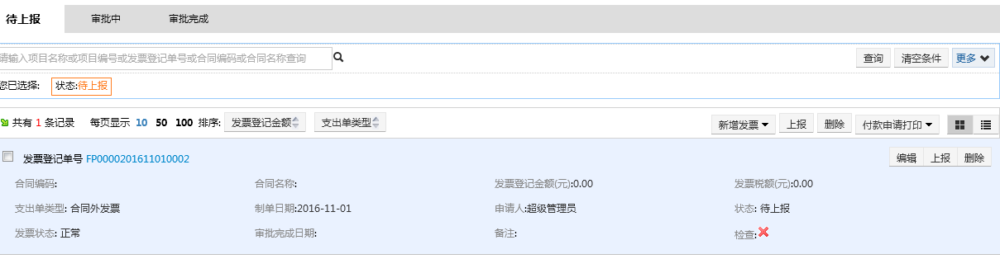 待上报 审批中 审批完成
请输入项目名称或项目编号或发票登记单号或合同编码或合同名称查询 查询 清空条件 更多
您已选择: 状态:待上报
共有 1 条记录 每页显示 10 50 100 排序: 发票登记金额 支出单类型 新增发票 上报 删除 付款申请打印
发票登记单号 FP0000201611010002 编辑 上报 删除
合同编码: 合同名称: 发票登记金额(元):0.00 发票税额(元):0.00
支出单类型: 合同外发票 制单日期:2016-11-01 申请人:超级管理员 状态: 待上报
发票状态: 正常 审批完成日期: 备注: 检查: